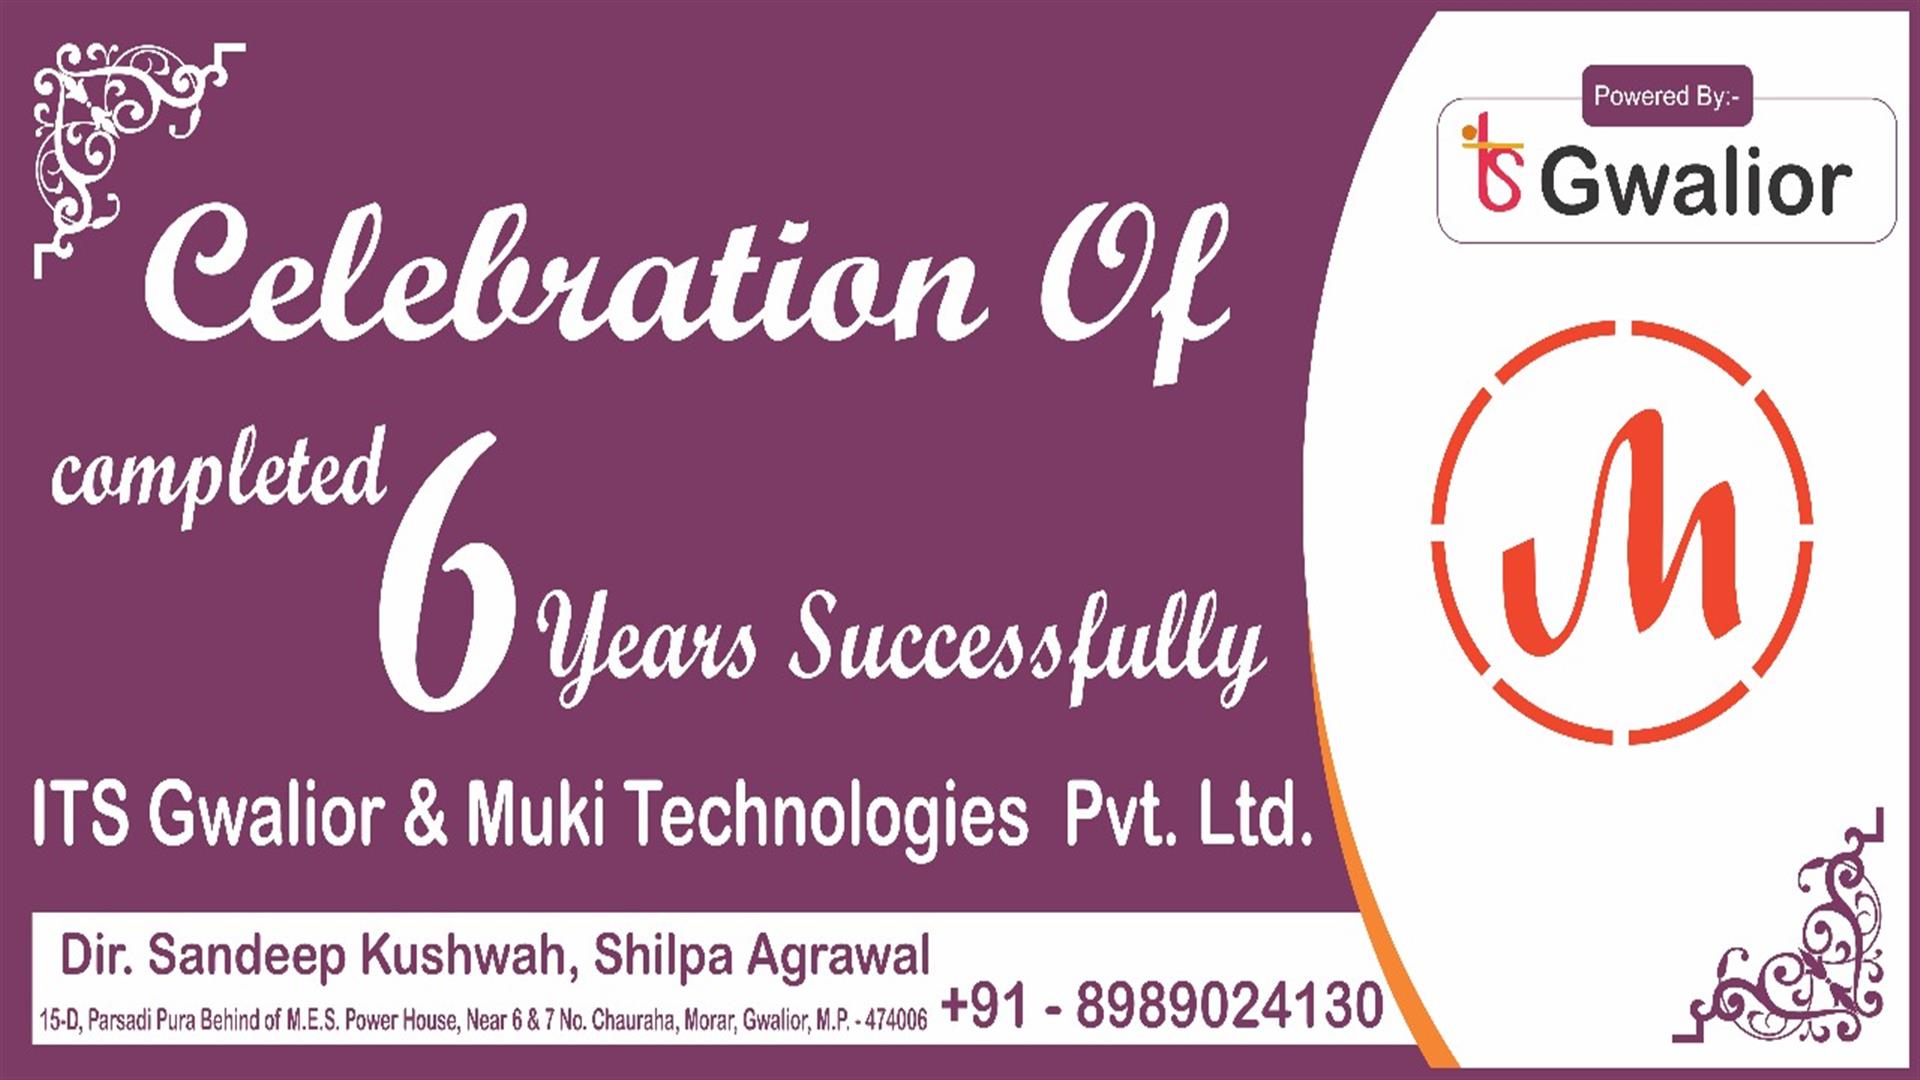 Powered By:-
its Gwalior
Celebration Of
completed
6
Years Successfully
M
ITS Gwalior & Muki Technologies Pvt. Ltd.
Dir. Sandeep Kushwah, Shilpa Agrawal
15-D, Parsadi Pura Behind of M.E.S. Power House, Near 6 & 7 No. Chauraha, Morar, Gwalior, M.P. - 474006
+91 - 8989024130